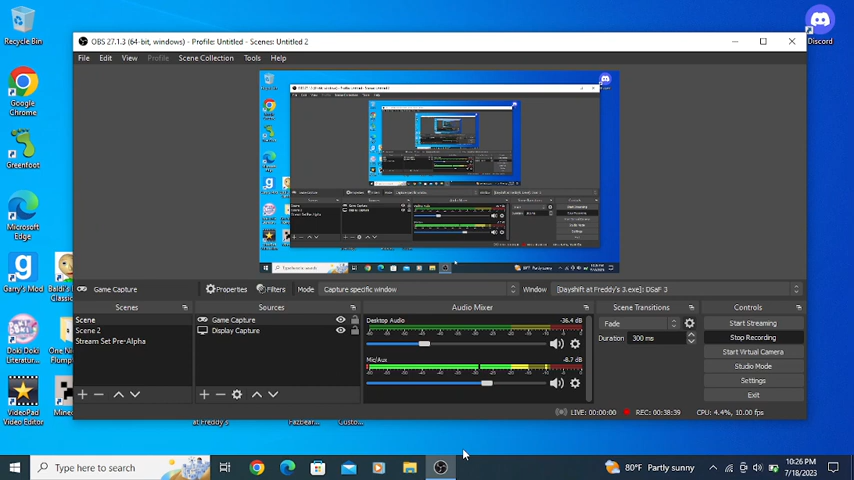 Recycle Bin
Google Chrome
Greenfoot
Microsoft Edge
Garry's Mod
Baldi's B
Classic
Doki Doki Literatur...
One Ni
Flump
VideoPad Video Editor
Minec
Discord
OBS 27.1.3 (64-bit, windows) - Profile: Untitled - Scenes: Untitled 2
File Edit View Profile Scene Collection Tools Help
Game Capture Properties Filters Mode Capture specific window Window [Dayshift at Freddy's 3.exe]: DSaF 3
Scenes
Scene
Scene 2
Stream Set Pre-Alpha
Sources
Game Capture
Display Capture
Audio Mixer
Desktop Audio -36.4 dB
Mic/Aux -8.7 dB
Scene Transitions
Fade
Duration 300 ms
Controls
Start Streaming
Stop Recording
Start Virtual Camera
Studio Mode
Settings
Exit
LIVE: 00:00:00 REC: 00:38:39 CPU: 4.4%, 10.00 fps
at Freddy's
Fazbear...
Custo...
Type here to search
80°F Partly sunny
10:26 PM
7/18/2023